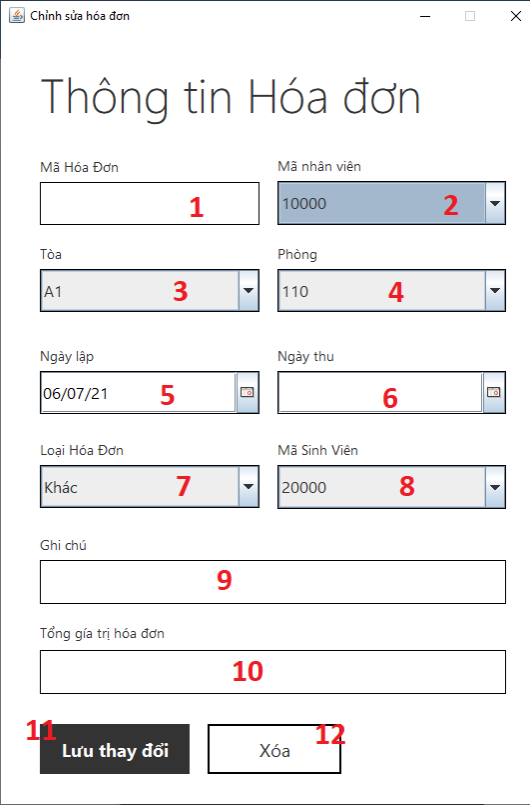 Chỉnh sửa hóa đơn
Thông tin Hóa đơn
Mã Hóa Đơn
Mã nhân viên
1
10000 2
Tòa
Phòng
A1 3
110 4
Ngày lập
Ngày thu
06/07/21 5
6
Loại Hóa Đơn
Mã Sinh Viên
Khác 7
20000 8
Ghi chú
9
Tổng gía trị hóa đơn
10
11
12
Lưu thay đổi
Xóa